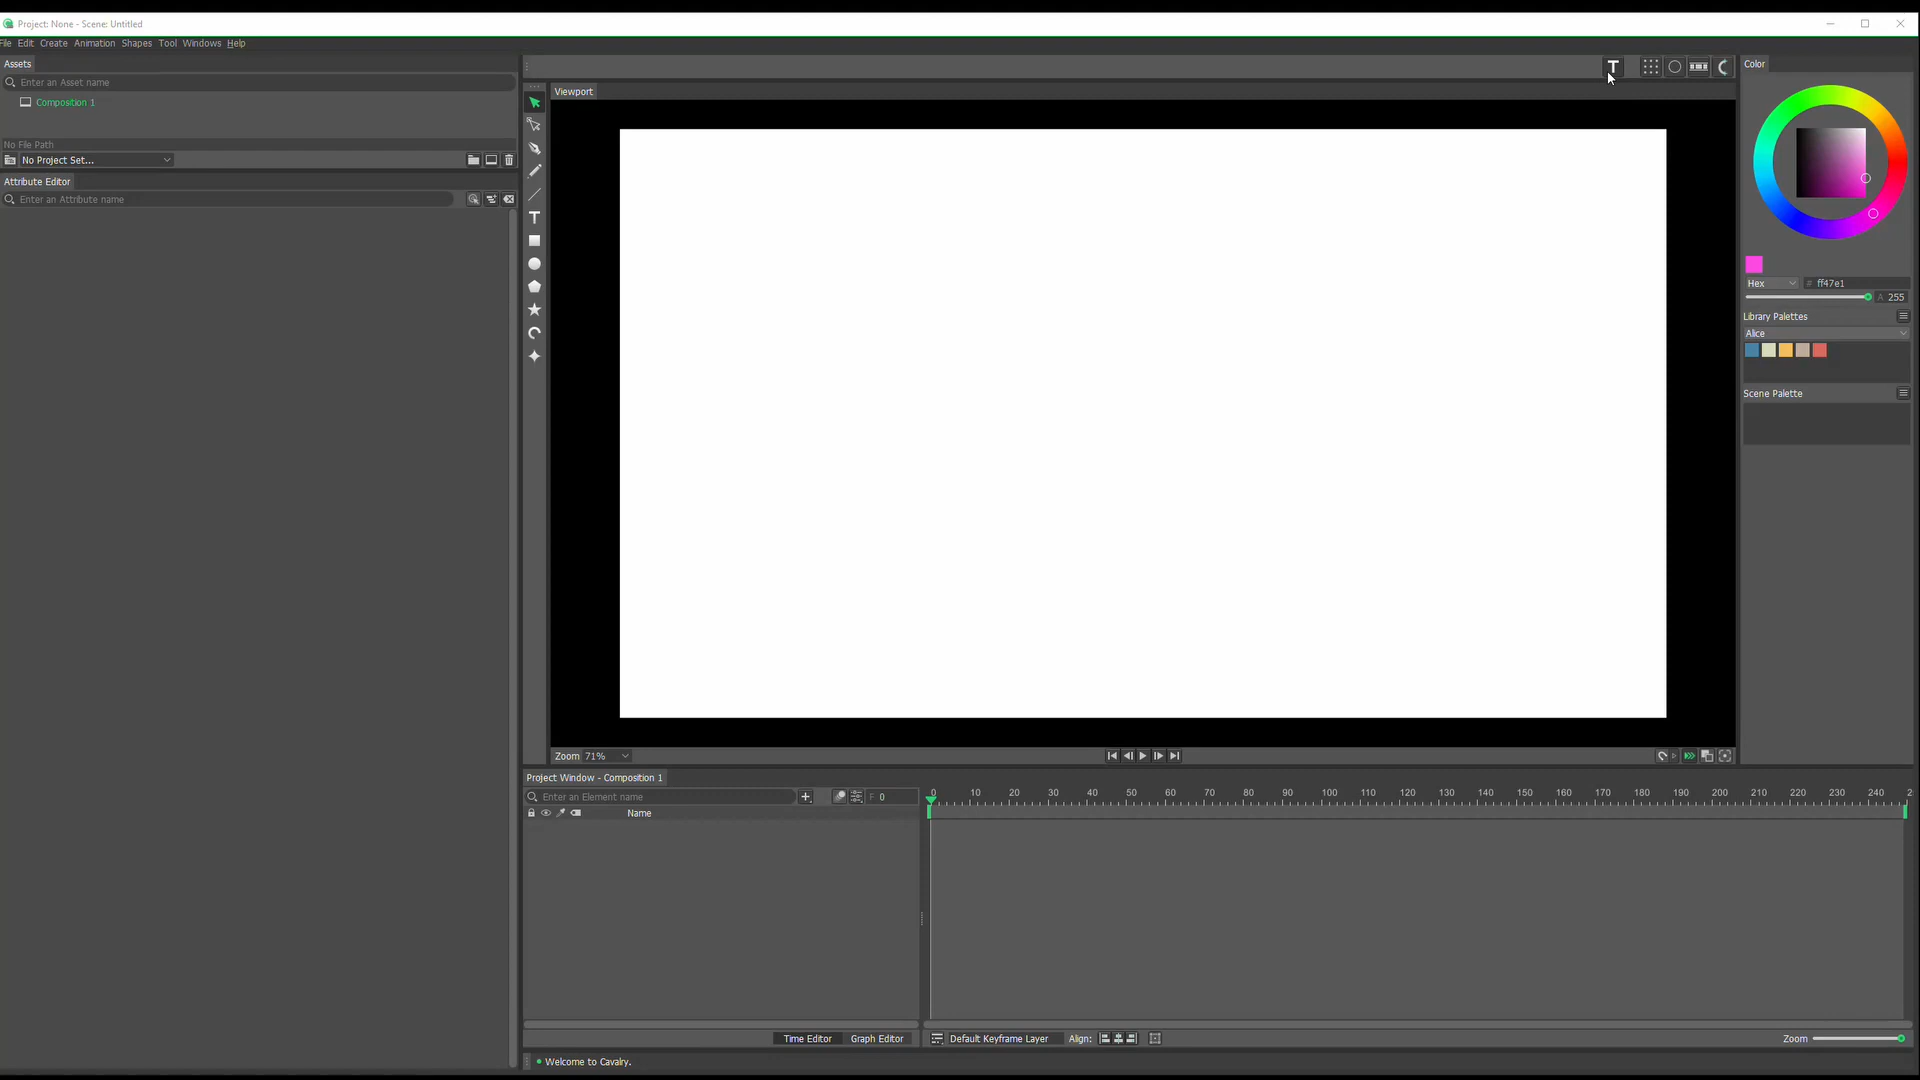 Project: None - Scene: Untitled
File Edit Create Animation Shapes Tool Windows Help
Assets
Enter an Asset name
Composition 1
No File Path
No Project Set...
Attribute Editor
Enter an Attribute name
Viewport
Zoom 71%
Color
Hex # ff47e1
A 255
Library Palettes
Alice
Scene Palette
Project Window - Composition 1
Enter an Element name F 0
Name
0 10 20 30 40 50 60 70 80 90 100 110 120 130 140 150 160 170 180 190 200 210 220 230 240 2
Time Editor Graph Editor
Default Keyframe Layer Align: Zoom
Welcome to Cavalry.